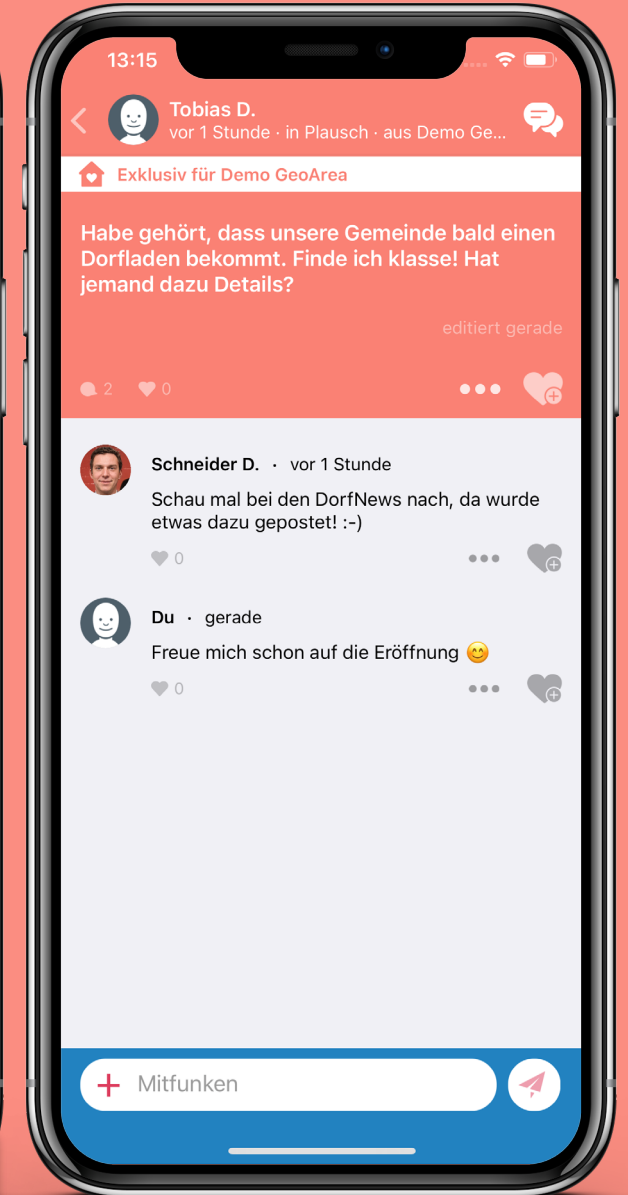 13:15
Tobias D.
vor 1 Stunde · in Plausch · aus Demo Ge...
Exklusiv für Demo GeoArea
Habe gehört, dass unsere Gemeinde bald einen
Dorfladen bekommt. Finde ich klasse! Hat
jemand dazu Details?
editiert gerade
2 0
Schneider D. · vor 1 Stunde
Schau mal bei den DorfNews nach, da wurde
etwas dazu gepostet! :-)
0
Du · gerade
Freue mich schon auf die Eröffnung 😊
0
Mitfunken